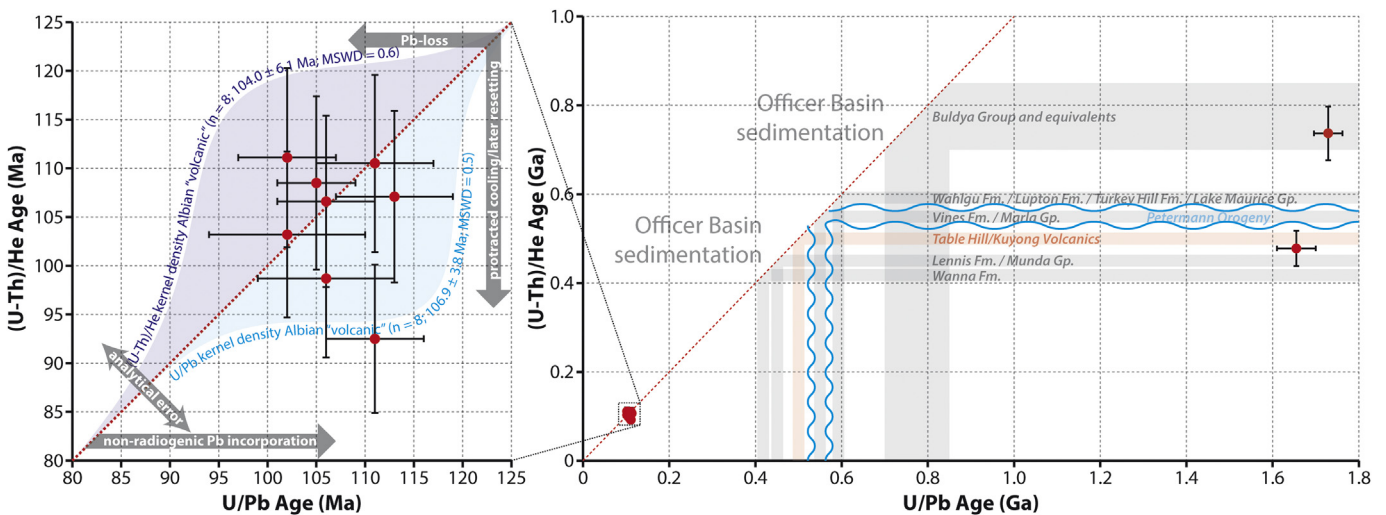 125
120
115
110
105
100
95
90
85
80
(U-Th)/He Age (Ma)
80
85
90
95
100
105
110
115
120
125
U/Pb Age (Ma)
Pb-loss
protracted cooling/later resetting
(U-Th)/He kernel density Albian "volcanic" (n = 8; 104.0 ± 6.1 Ma; MSWD = 0.6)
U/Pb kernel density Albian "volcanic" (n = 8; 106.9 ± 3.8 Ma; MSWD = 0.5)
analytical error
non-radiogenic Pb incorporation
1.0
0.8
0.6
0.4
0.2
0
(U-Th)/He Age (Ga)
0
0.2
0.4
0.6
0.8
1.0
1.2
1.4
1.6
1.8
U/Pb Age (Ga)
Officer Basin
sedimentation
Officer Basin
sedimentation
Buldya Group and equivalents
Wahlgu Fm. / Lupton Fm. / Turkey Hill Fm. / Lake Maurice Gp.
Vines Fm. / Marla Gp.
Petermann Orogeny
Table Hill/Kuyong Volcanics
Lennis Fm. / Munda Gp.
Wanna Fm.